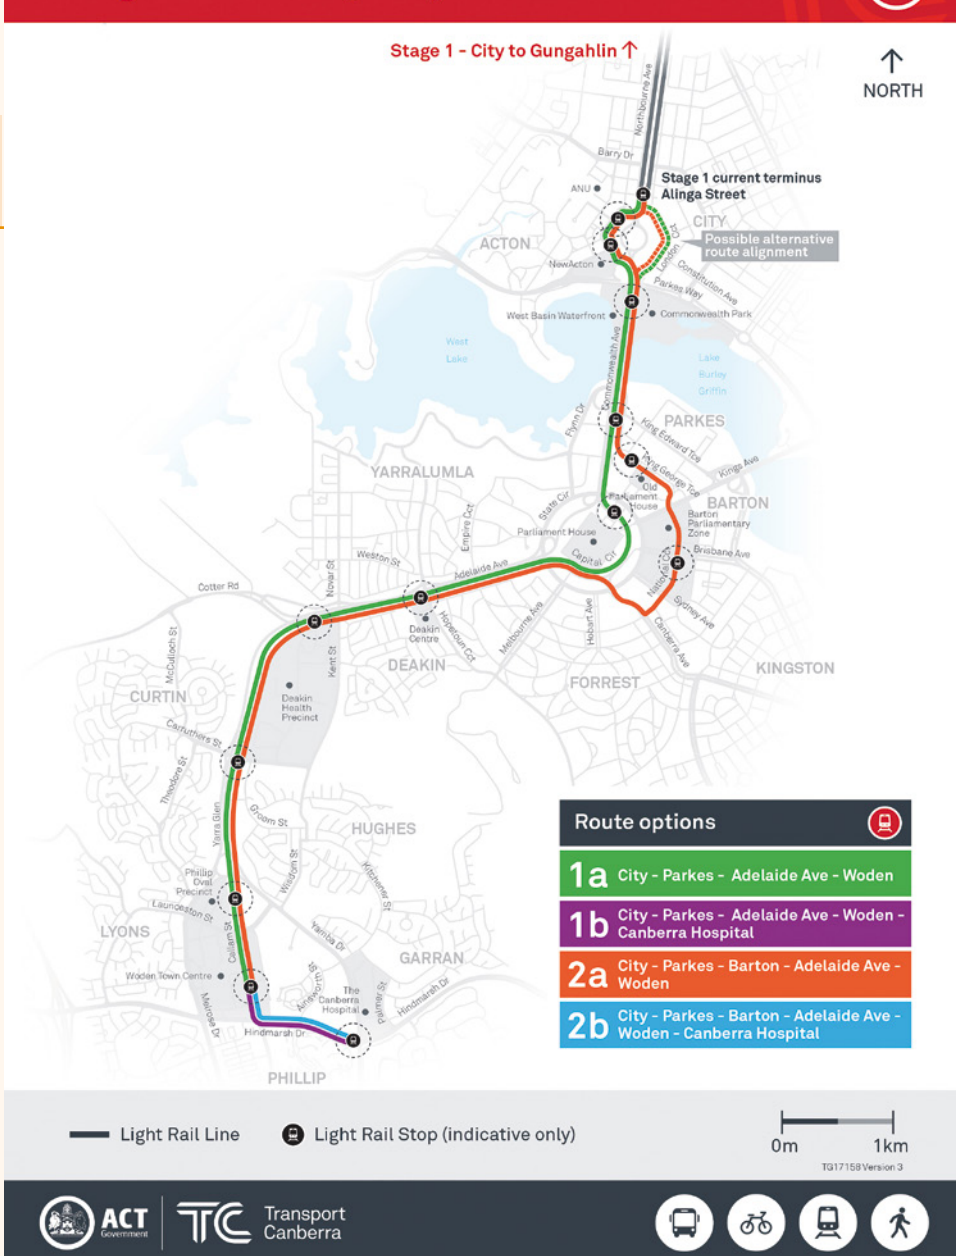 Stage 1 - City to Gungahlin ↑
↑
NORTH
Northbourne Ave
Barry Dr
ANU
Stage 1 current terminus
Alinga Street
CITY
ACTON
Possible alternative
route alignment
London Cct
NewActon
Constitution Ave
Parkes Way
West Basin Waterfront
Commonwealth Park
West
Lake
Commonwealth Ave
Lake
Burley
Griffin
Flynn Dr
PARKES
King Edward Tce
YARRALUMLA
King George Tce
Kings Ave
Old
Parliament
House
BARTON
State Cir
Empire Cct
Barton
Parliamentary
Zone
Parliament House
Capital Cir
Brisbane Ave
Weston St
Adelaide Ave
National Cct
Novar St
Cotter Rd
Sydney Ave
Hobart Ave
Melbourne Ave
Canberra Ave
Deakin
Centre
Hopetoun Cct
McCulloch St
Kent St
DEAKIN
KINGSTON
FORREST
CURTIN
Deakin
Health
Precinct
Carruthers St
Theodore St
Yarra Glen
Groom St
HUGHES
Route options
1a City - Parkes - Adelaide Ave - Woden
1b City - Parkes - Adelaide Ave - Woden -
Canberra Hospital
2a City - Parkes - Barton - Adelaide Ave -
Woden
2b City - Parkes - Barton - Adelaide Ave -
Woden - Canberra Hospital
Wisdom St
Kitchener St
Phillip
Oval
Precinct
Launceston St
LYONS
Callam St
Yamba Dr
GARRAN
Woden Town Centre
Ainsworth St
The
Canberra
Hospital
Palmer St
Hindmarsh Dr
Melrose Dr
Hindmarsh Dr
PHILLIP
Light Rail Line
Light Rail Stop (indicative only)
0m 1km
TG17158 Version 3
ACT
Government
TC
Transport
Canberra